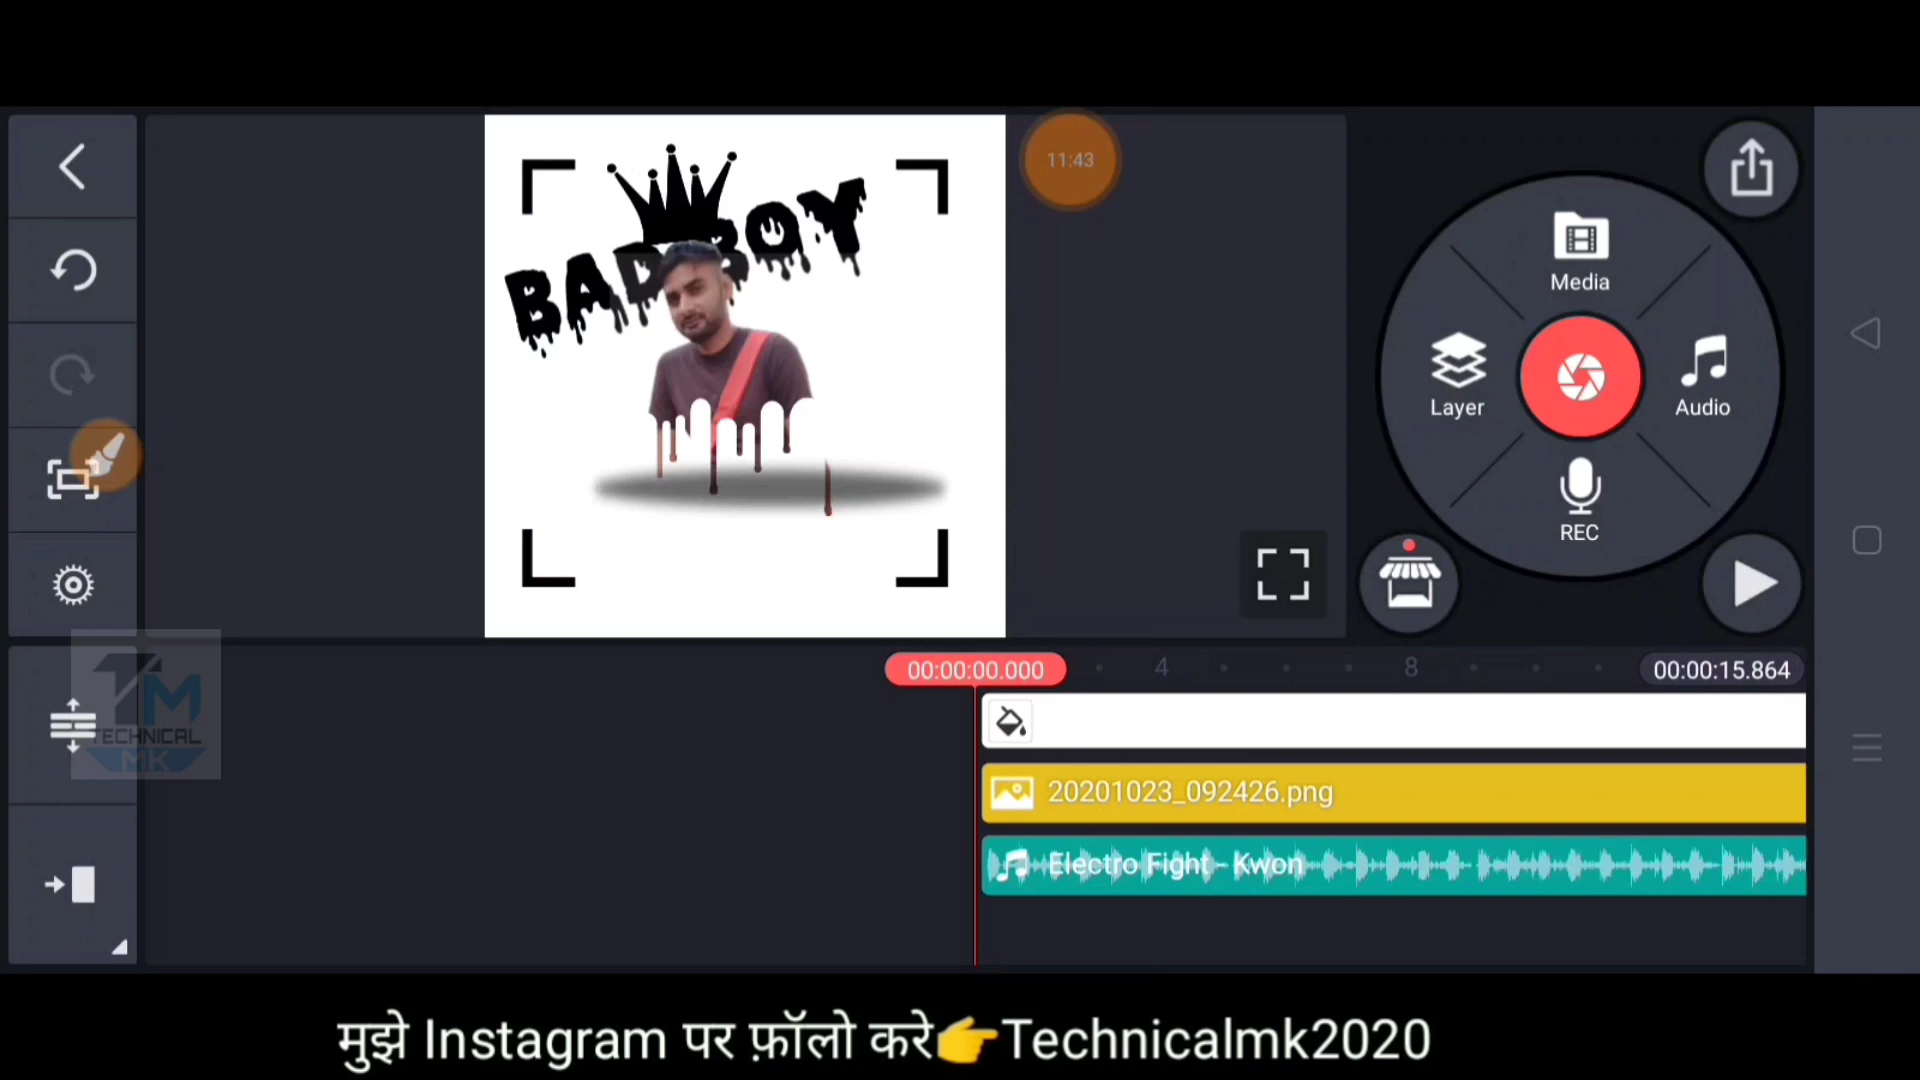 11:43
BAD BOY
Media
Layer
Audio
REC
00:00:00.000
4
8
00:00:15.864
20201023_092426.png
Electro Fight - Kwon
TM
TECHNICAL
MK
मुझे Instagram पर फ़ॉलो करे👉Technicalmk2020